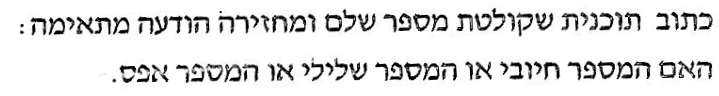 כתוב תוכנית שקולטת מספר שלם ומחזירה הודעה מתאימה:
האם המספר חיובי או המספר שלילי או המספר אפס.